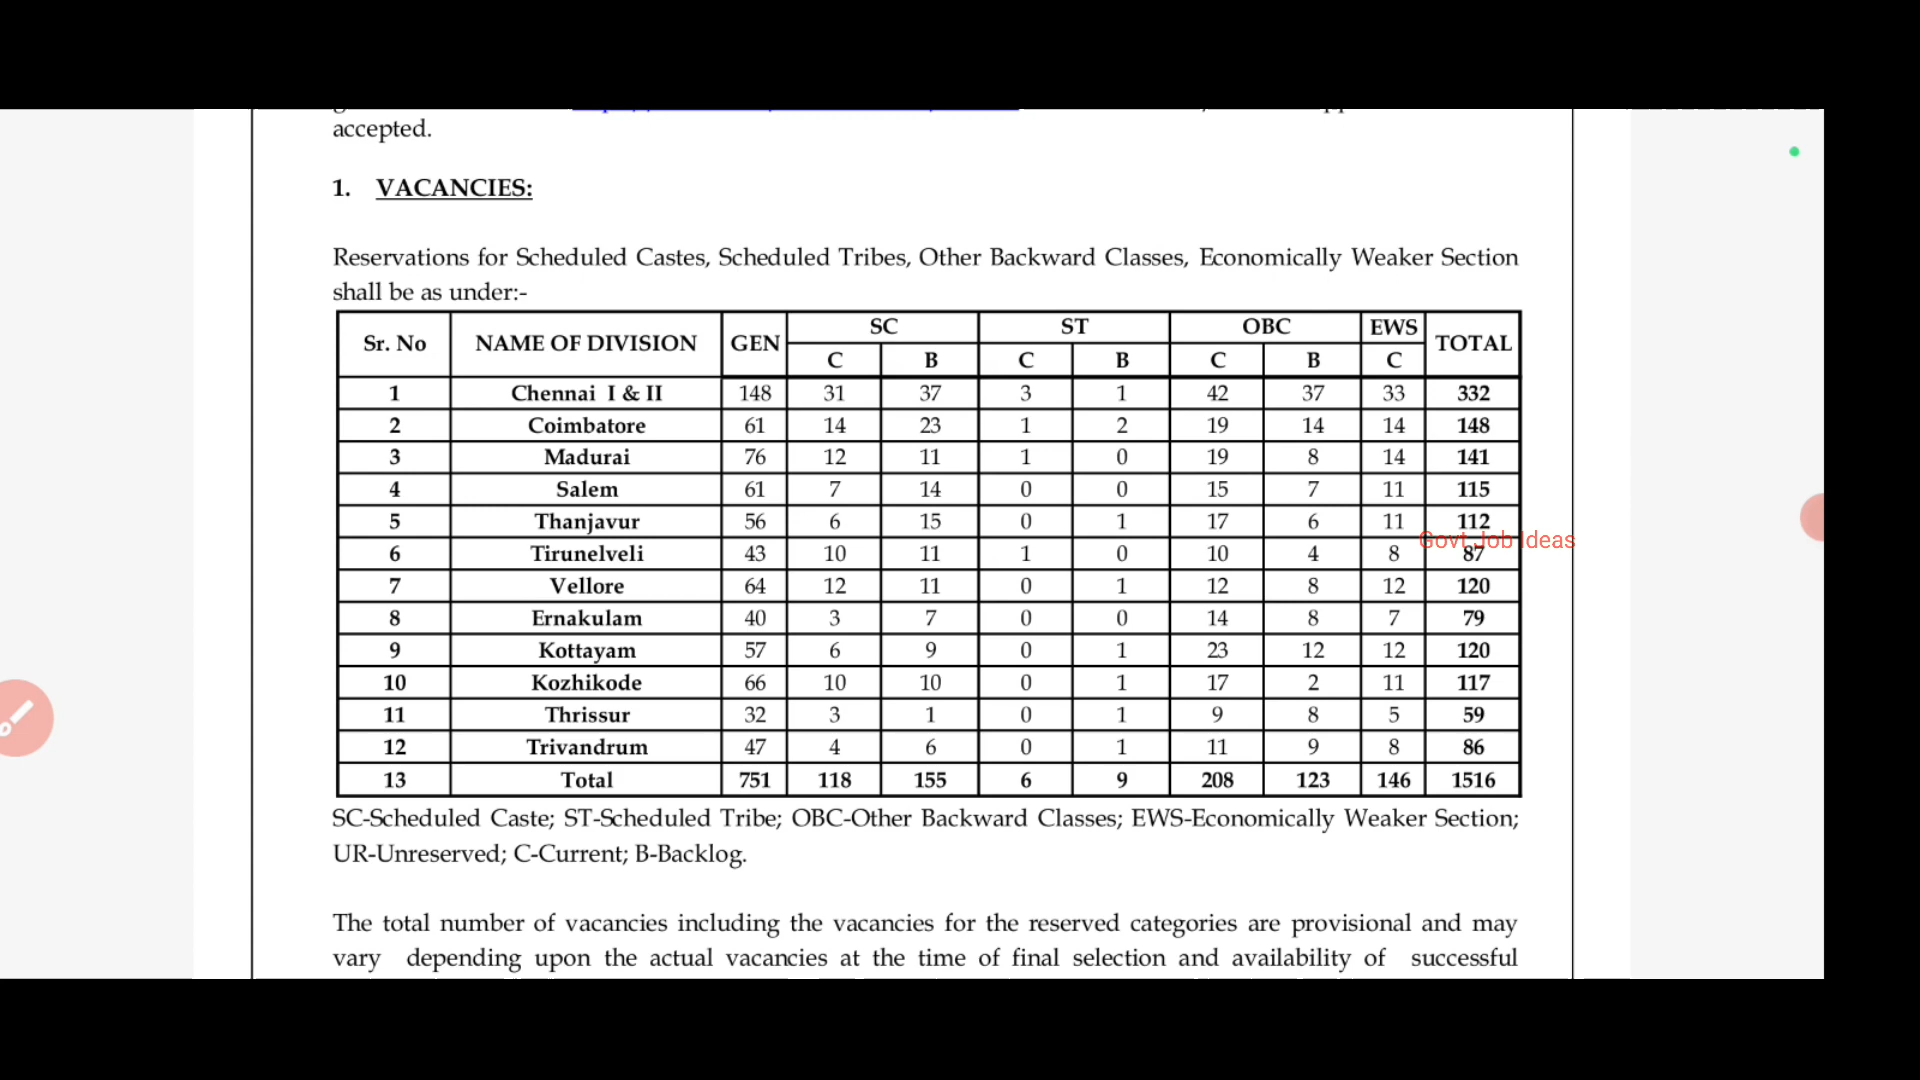 accepted.
1. VACANCIES:
Reservations for Scheduled Castes, Scheduled Tribes, Other Backward Classes, Economically Weaker Section
shall be as under:-
Sr. No NAME OF DIVISION GEN SC ST OBC EWS TOTAL
C B C B C B C
1 Chennai I & II 148 31 37 3 1 42 37 33 332
2 Coimbatore 61 14 23 1 2 19 14 14 148
3 Madurai 76 12 11 1 0 19 8 14 141
4 Salem 61 7 14 0 0 15 7 11 115
5 Thanjavur 56 6 15 0 1 17 6 11 112
Govt Job Ideas
6 Tirunelveli 43 10 11 1 0 10 4 8 87
7 Vellore 64 12 11 0 1 12 8 12 120
8 Ernakulam 40 3 7 0 0 14 8 7 79
9 Kottayam 57 6 9 0 1 23 12 12 120
10 Kozhikode 66 10 10 0 1 17 2 11 117
11 Thrissur 32 3 1 0 1 9 8 5 59
12 Trivandrum 47 4 6 0 1 11 9 8 86
13 Total 751 118 155 6 9 208 123 146 1516
SC-Scheduled Caste; ST-Scheduled Tribe; OBC-Other Backward Classes; EWS-Economically Weaker Section;
UR-Unreserved; C-Current; B-Backlog.
The total number of vacancies including the vacancies for the reserved categories are provisional and may
vary depending upon the actual vacancies at the time of final selection and availability of successful